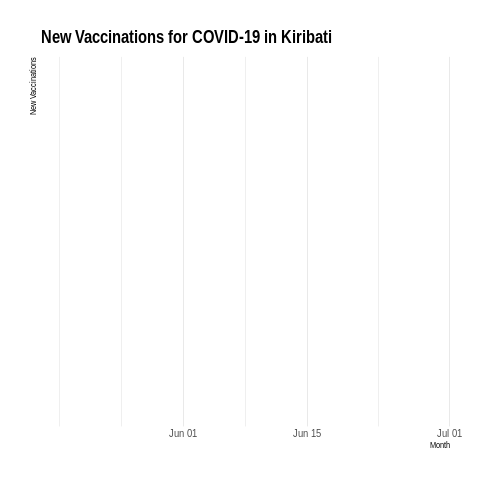 New Vaccinations for COVID-19 in Kiribati
New Vaccinations
Jun 01
Jun 15
Jul 01
Month